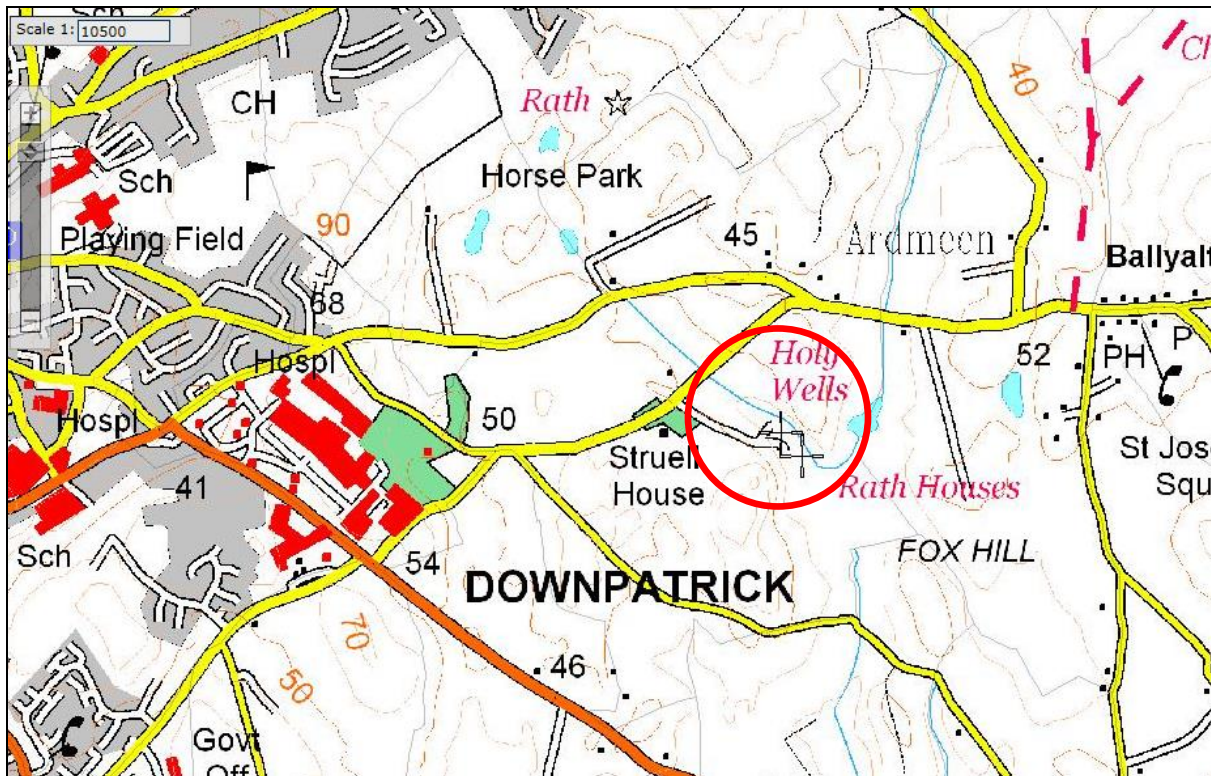 Scale 1: 10500
Sch
CH
Rath
40
Sch
Horse Park
Playing Field
90
45
Ardmeen
68
Ballyalt
Hospl
Holy
Wells
52
PH
P
Hospl
50
Struell
House
St Jos
Squ
41
Rath Houses
Sch
54
FOX HILL
DOWNPATRICK
70
46
50
Govt
Off